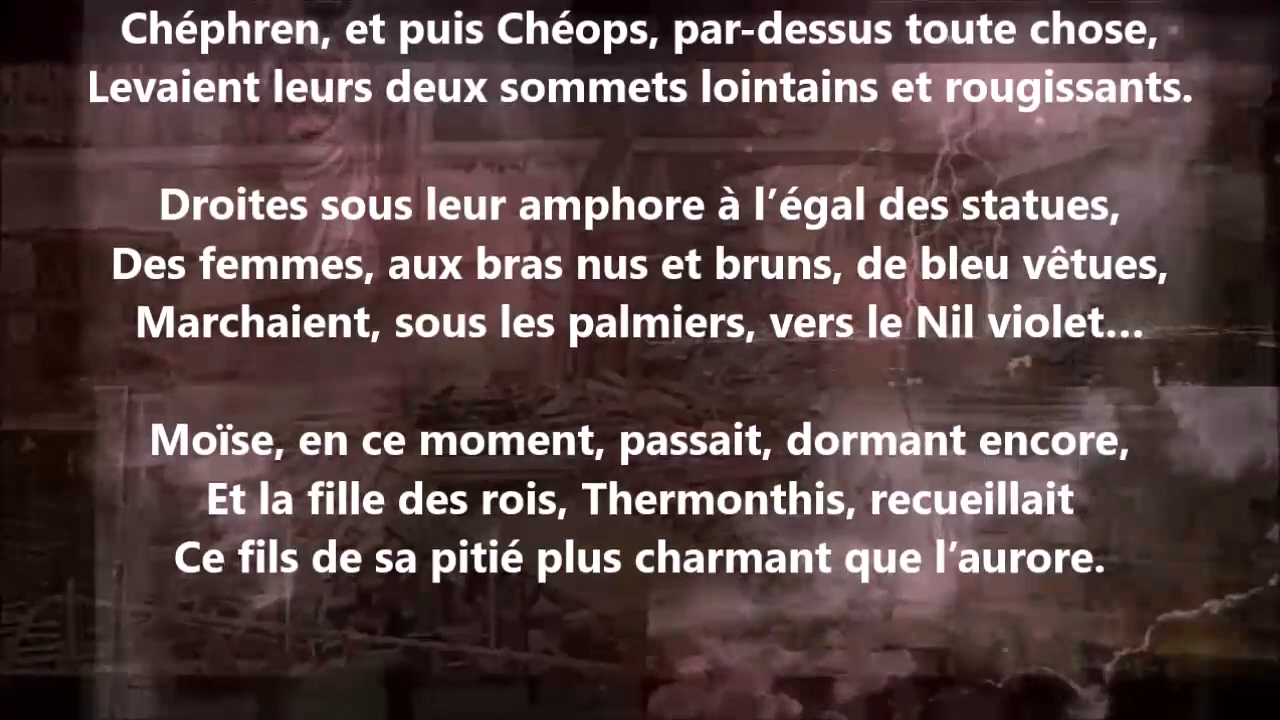 Chéphren, et puis Chéops, par-dessus toute chose,
Levaient leurs deux sommets lointains et rougissants.
Droites sous leur amphore à l’égal des statues,
Des femmes, aux bras nus et bruns, de bleu vêtues,
Marchaient, sous les palmiers, vers le Nil violet…
Moïse, en ce moment, passait, dormant encore,
Et la fille des rois, Thermonthis, recueillait
Ce fils de sa pitié plus charmant que l’aurore.